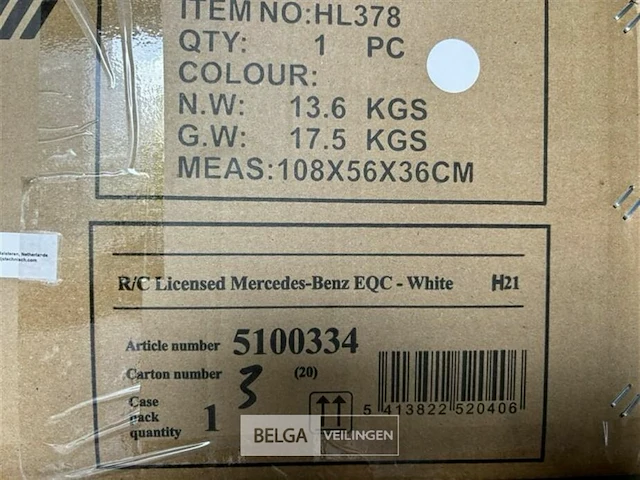 ITEM NO:HL378
QTY: 1 PC
COLOUR:
N.W: 13.6 KGS
G.W: 17.5 KGS
MEAS:108X56X36CM
Netherlands
R/C Licensed Mercedes-Benz EQC - White H21
Article number 5100334
Carton number 3 (20)
Case
pack
quantity 1
5 413822 520406
BELGA VEILINGEN